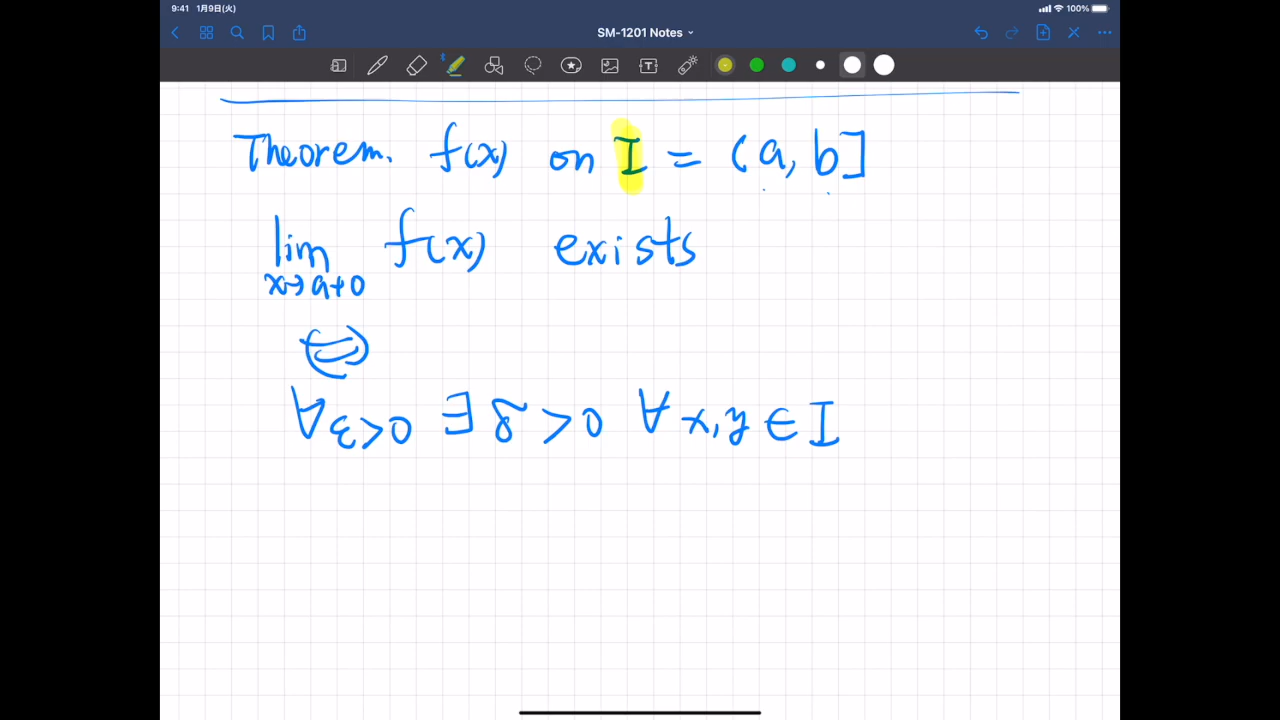 9:41 1月9日(火) 100%
SM-1201 Notes
Theorem. f(x) on I = (a, b]
lim f(x) exists
x→a+0
⇔
∀ε>0 ∃δ>0 ∀x,y∈I